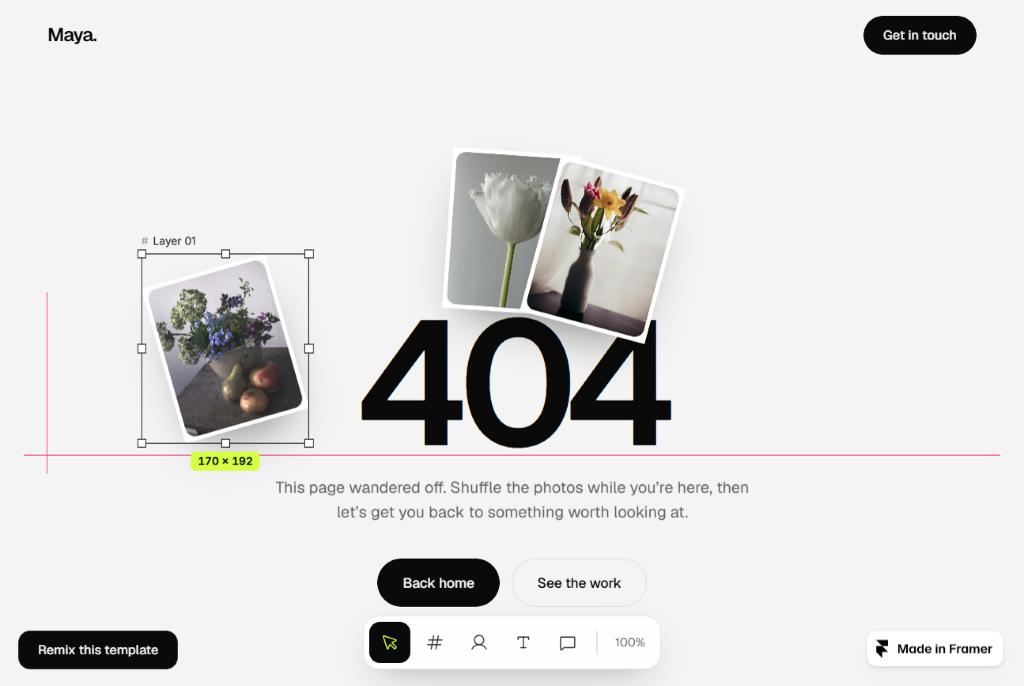 Maya.
Get in touch
# Layer 01
404
170 × 192
This page wandered off. Shuffle the photos while you’re here, then
let’s get you back to something worth looking at.
Back home
See the work
Remix this template
T
100%
Made in Framer